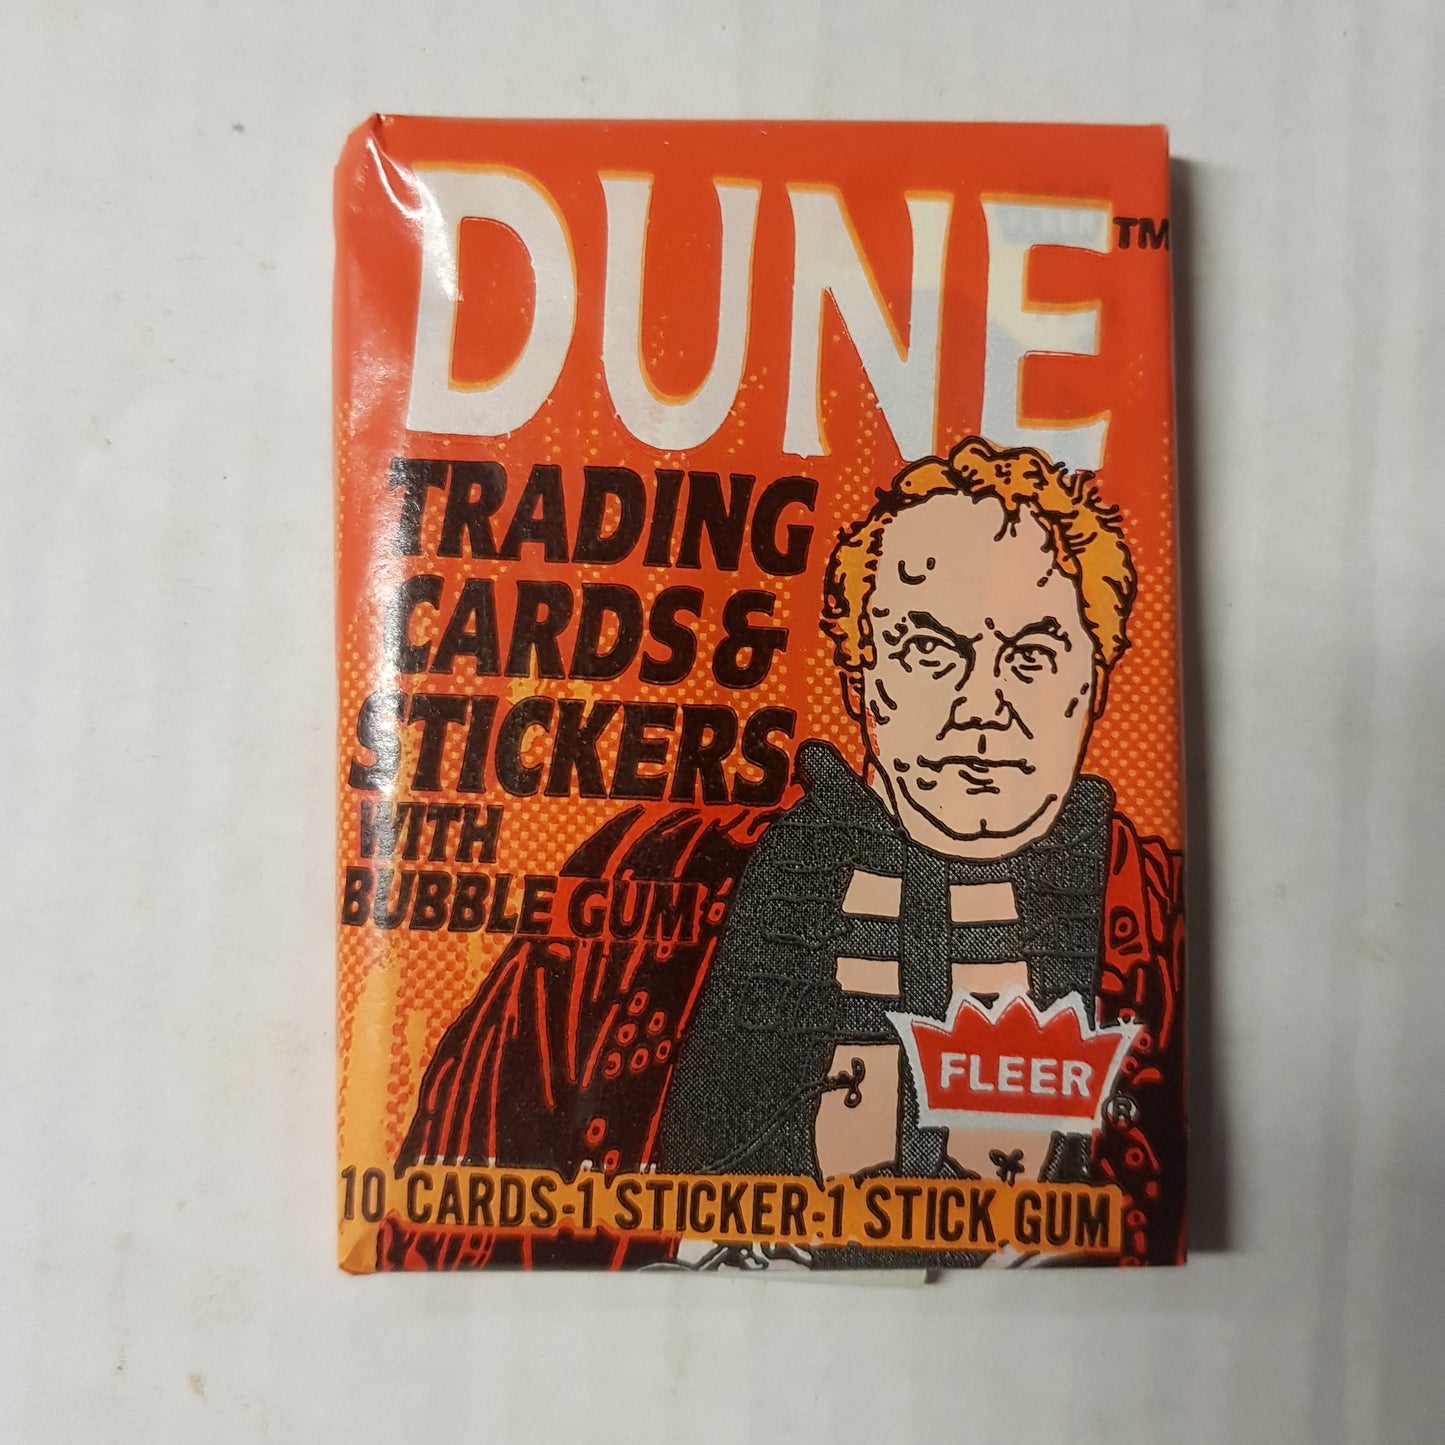 DUNE™
TRADING
CARDS &
STICKERS
WITH
BUBBLE GUM
FLEER®
10 CARDS-1 STICKER-1 STICK GUM